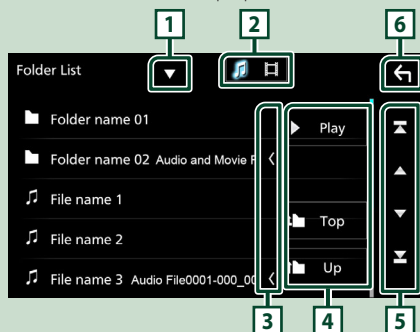 1
2
6
Folder List
Folder name 01
Play
Folder name 02 Audio and Movie F
File name 1
File name 2
Top
File name 3 Audio File0001-000_00
Up
3
4
5